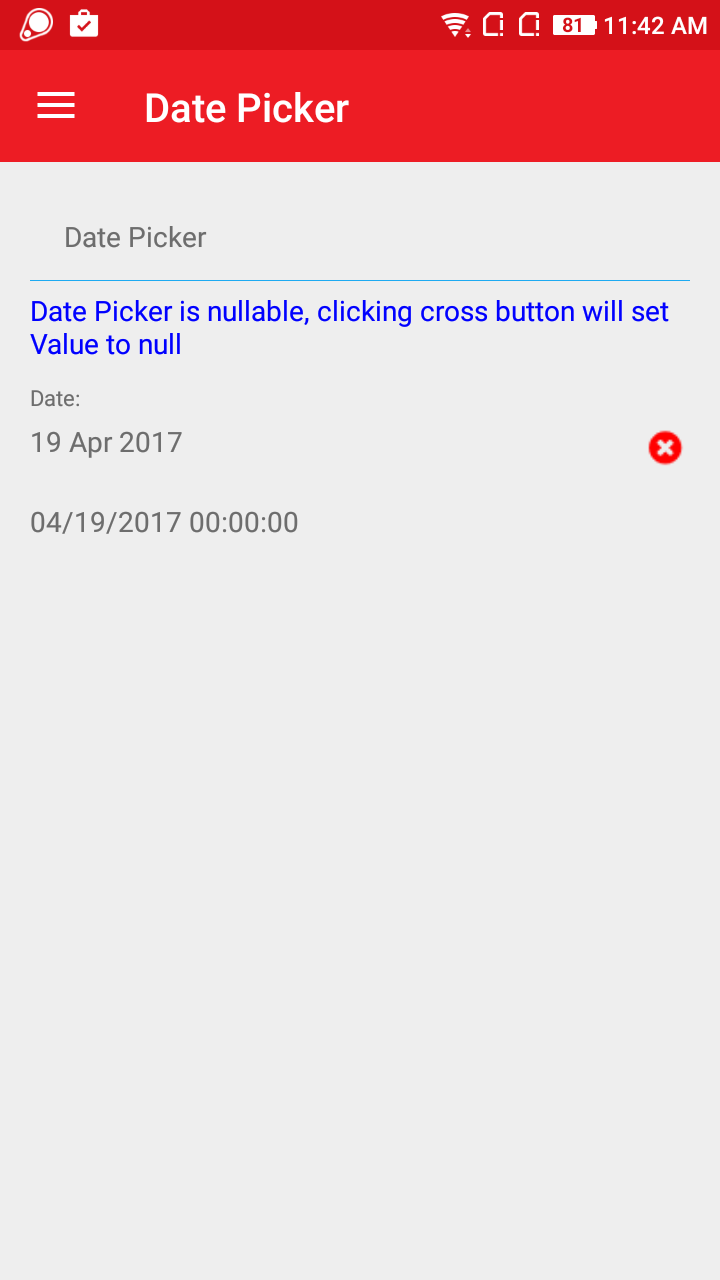 81 11:42 AM
Date Picker
Date Picker
Date Picker is nullable, clicking cross button will set
Value to null
Date:
19 Apr 2017
04/19/2017 00:00:00